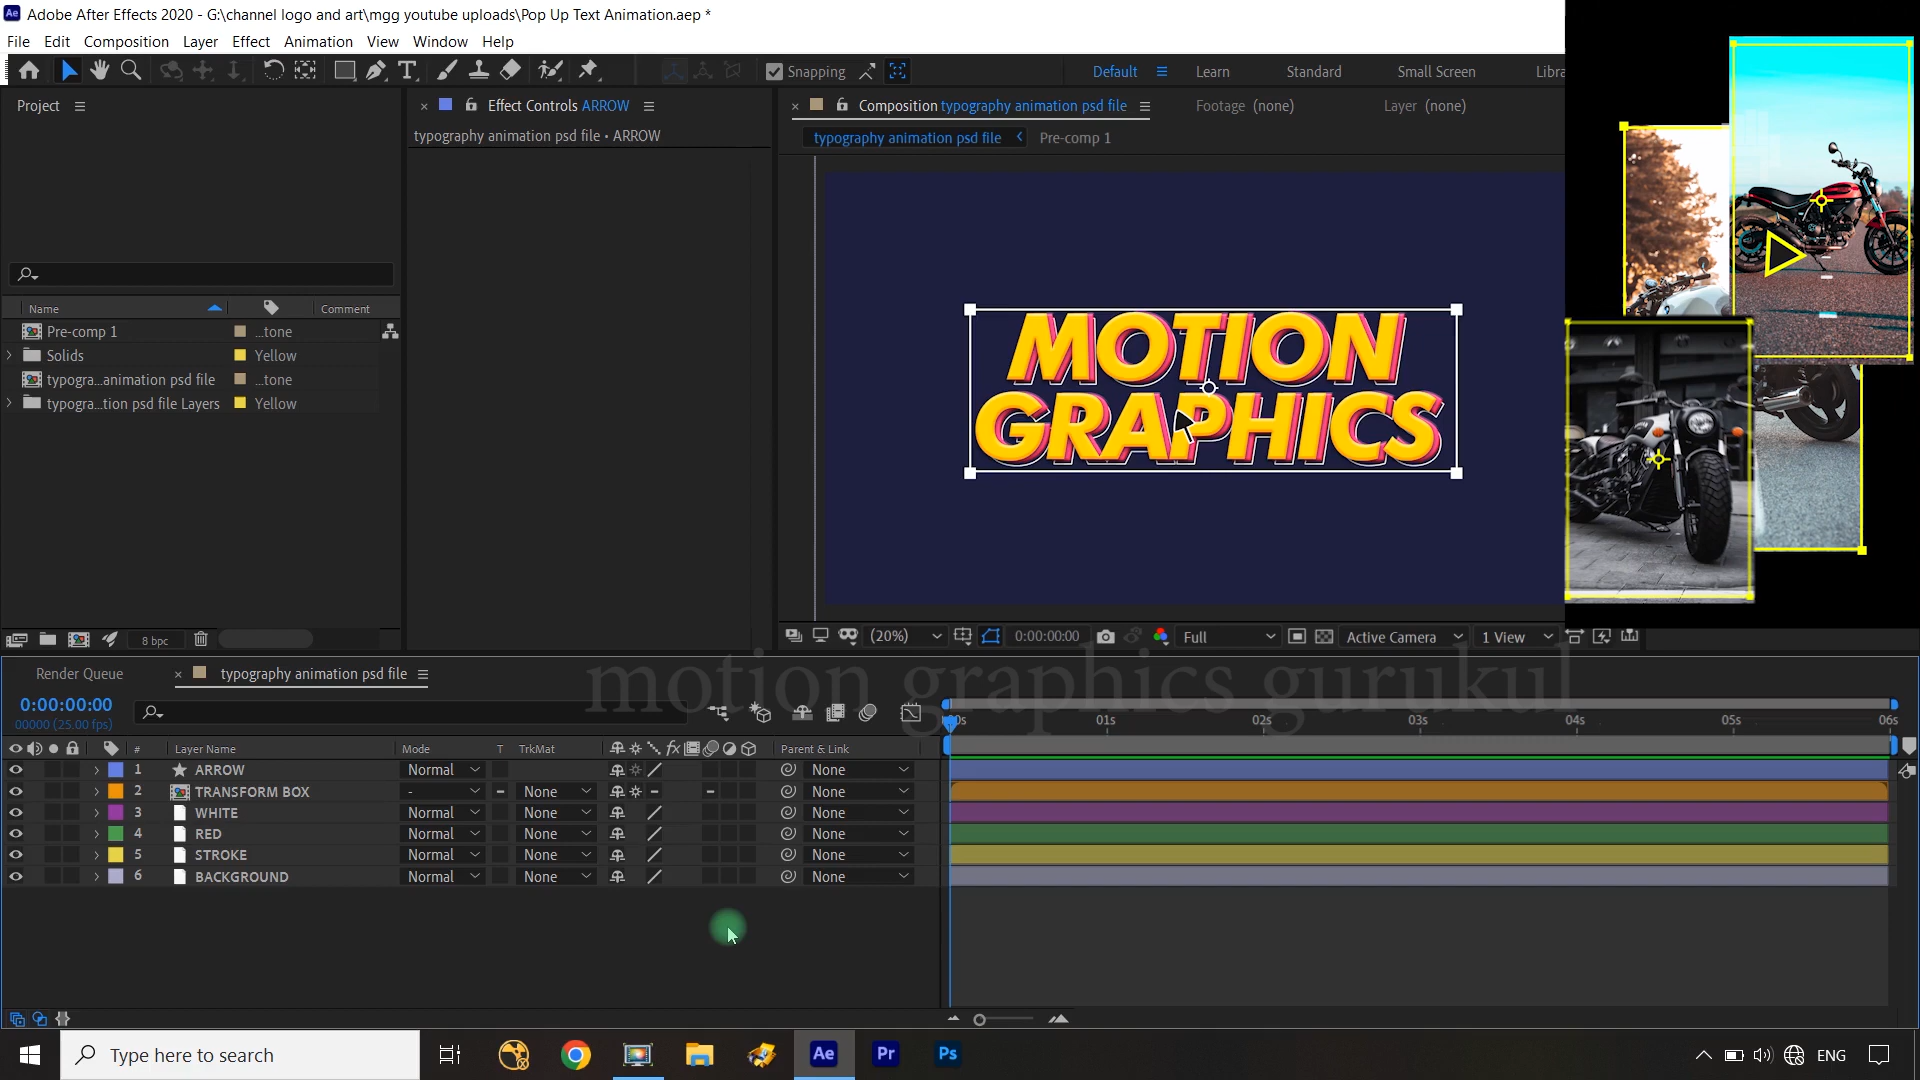 Adobe After Effects 2020 - G:\channel logo and art\mgg youtube uploads\Pop Up Text Animation.aep *
File Edit Composition Layer Effect Animation View Window Help
Snapping Default Learn Standard Small Screen Libra
Project Effect Controls ARROW Composition typography animation psd file Footage (none) Layer (none)
typography animation psd file • ARROW
typography animation psd file Pre-comp 1
Name Comment
Pre-comp 1 ...tone
Solids Yellow
typogra...animation psd file ...tone
typogra...tion psd file Layers Yellow
MOTION
GRAPHICS
8 bpc
(20%) 0:00:00:00 Full Active Camera 1 View
motion graphics gurukul
Render Queue typography animation psd file
0:00:00:00
00000 (25.00 fps)
00s 01s 02s 03s 04s 05s 06s
# Layer Name Mode T TrkMat Parent & Link
1 ARROW Normal None
2 TRANSFORM BOX - None None
3 WHITE Normal None None
4 RED Normal None None
5 STROKE Normal None None
6 BACKGROUND Normal None None
Type here to search Ae Pr Ps ENG